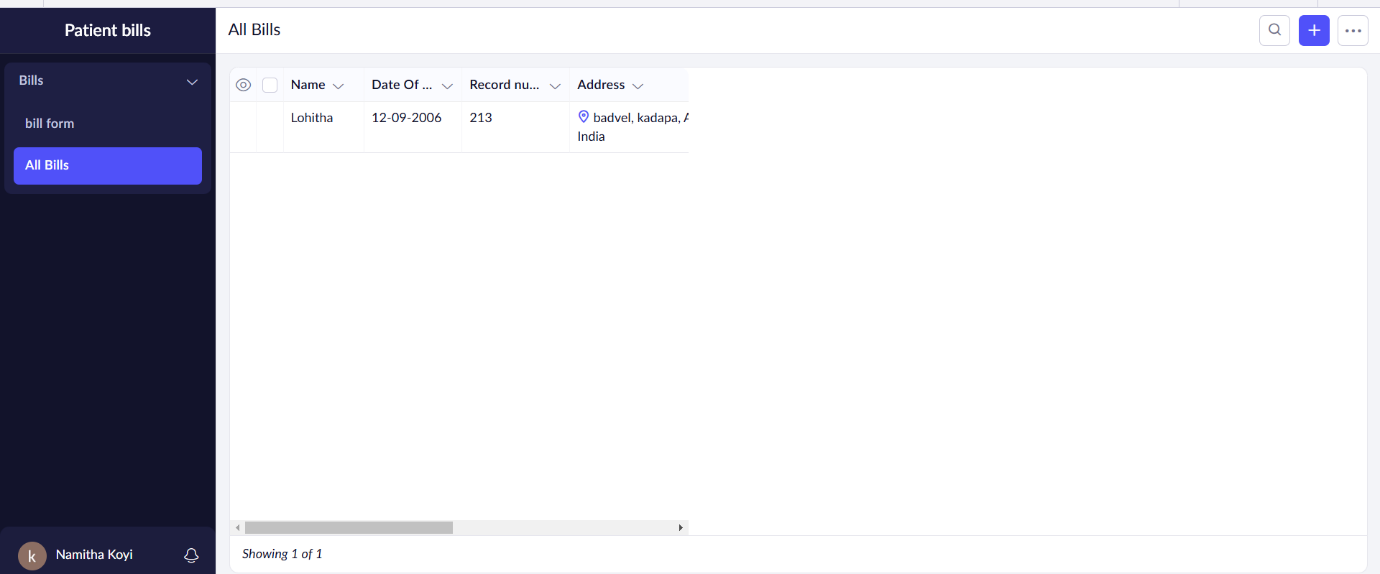 Patient bills
All Bills
Bills
bill form
All Bills
Name Date Of ... Record nu... Address
Lohitha 12-09-2006 213 badvel, kadapa,
India
Showing 1 of 1
k Namitha Koyi